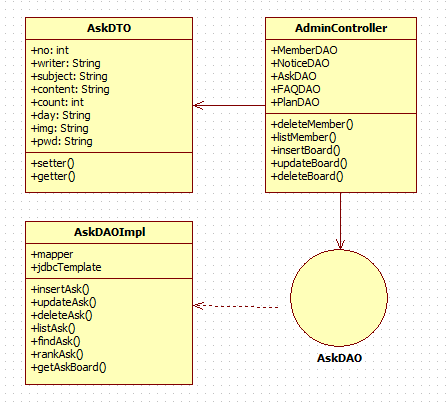 AskDTO
+no: int
+writer: String
+subject: String
+content: String
+count: int
+day: String
+img: String
+pwd: String
+setter()
+getter()
AdminController
+MemberDAO
+NoticeDAO
+AskDAO
+FAQDAO
+PlanDAO
+deleteMember()
+listMember()
+insertBoard()
+updateBoard()
+deleteBoard()
AskDAOImpl
+mapper
+jdbcTemplate
+insertAsk()
+updateAsk()
+deleteAsk()
+listAsk()
+findAsk()
+rankAsk()
+getAskBoard()
AskDAO